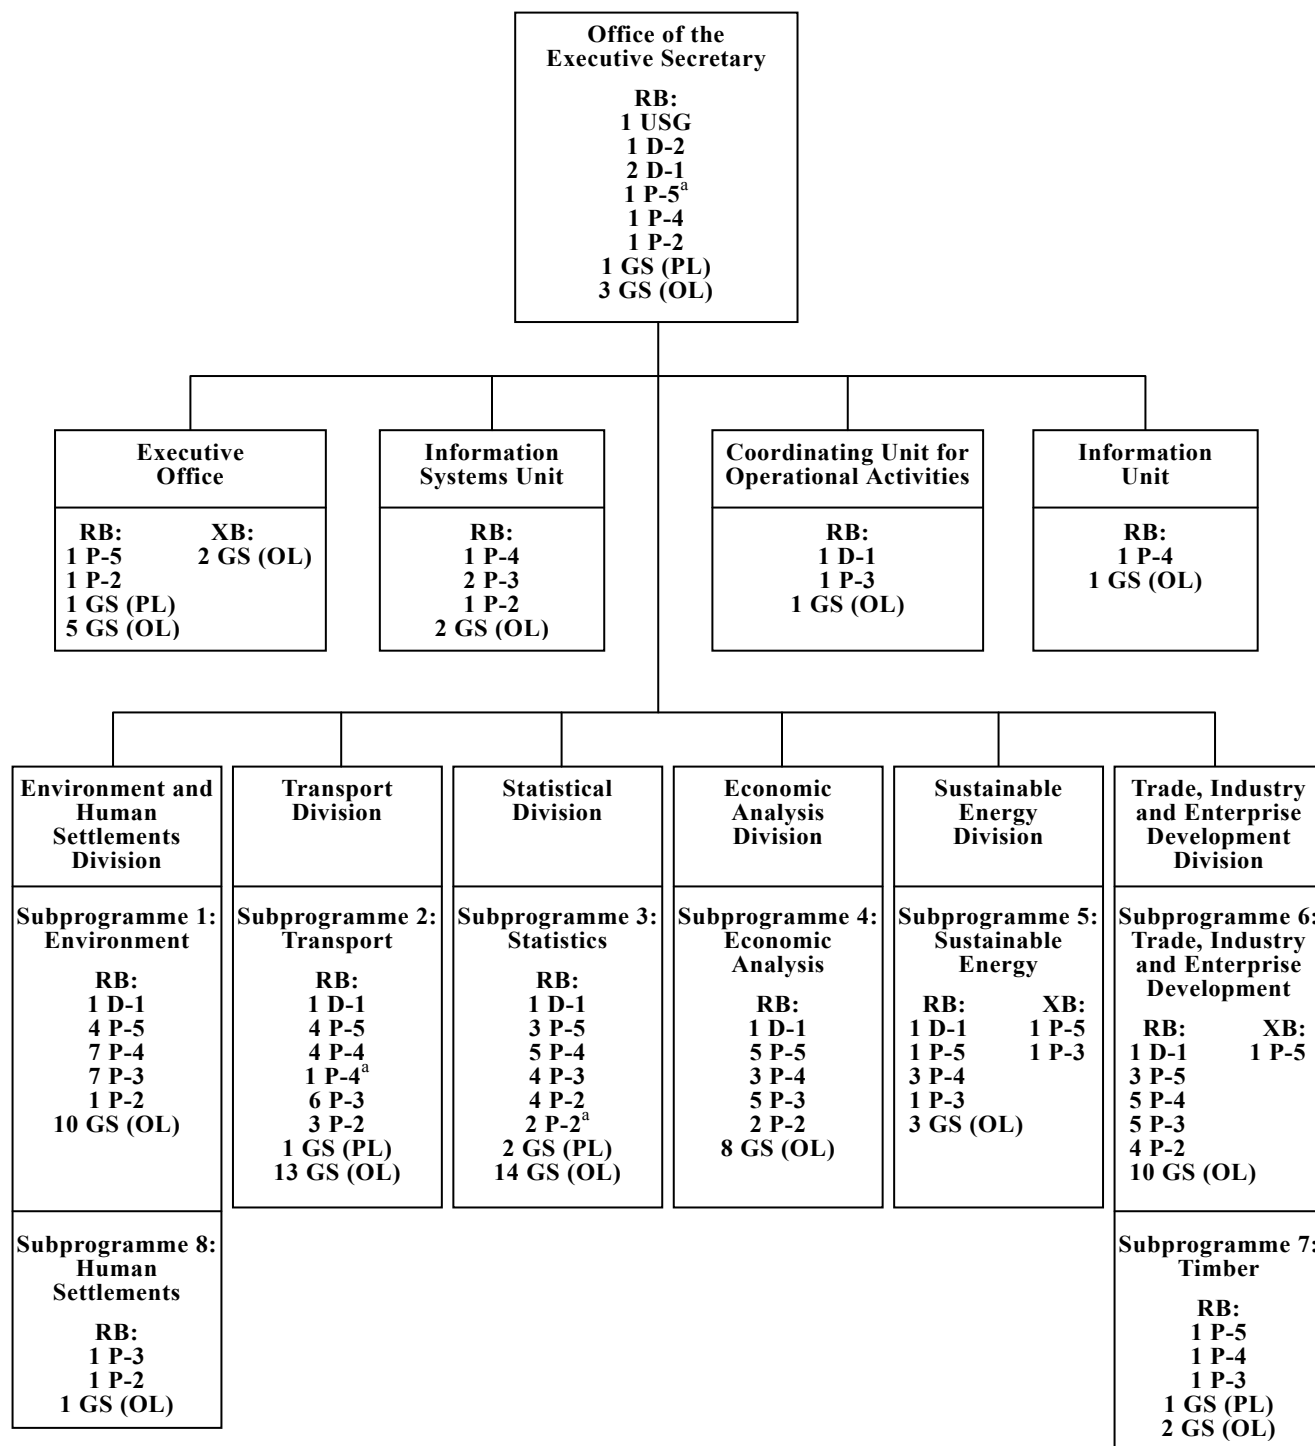 Office of the
Executive Secretary
RB:
1 USG
1 D-2
2 D-1
1 P-5a
1 P-4
1 P-2
1 GS (PL)
3 GS (OL)
Executive
Office
RB: XB:
1 P-5 2 GS (OL)
1 P-2
1 GS (PL)
5 GS (OL)
Information
Systems Unit
RB:
1 P-4
2 P-3
1 P-2
2 GS (OL)
Coordinating Unit for
Operational Activities
RB:
1 D-1
1 P-3
1 GS (OL)
Information
Unit
RB:
1 P-4
1 GS (OL)
Environment and
Human
Settlements
Division
Subprogramme 1:
Environment
RB:
1 D-1
4 P-5
7 P-4
7 P-3
1 P-2
10 GS (OL)
Subprogramme 8:
Human
Settlements
RB:
1 P-3
1 P-2
1 GS (OL)
Transport
Division
Subprogramme 2:
Transport
RB:
1 D-1
4 P-5
4 P-4
1 P-4a
6 P-3
3 P-2
1 GS (PL)
13 GS (OL)
Statistical
Division
Subprogramme 3:
Statistics
RB:
1 D-1
3 P-5
5 P-4
4 P-3
4 P-2
2 P-2a
2 GS (PL)
14 GS (OL)
Economic
Analysis
Division
Subprogramme 4:
Economic
Analysis
RB:
1 D-1
5 P-5
3 P-4
5 P-3
2 P-2
8 GS (OL)
Sustainable
Energy
Division
Subprogramme 5:
Sustainable
Energy
RB: XB:
1 D-1 1 P-5
1 P-5 1 P-3
3 P-4
1 P-3
3 GS (OL)
Trade, Industry
and Enterprise
Development
Division
Subprogramme 6:
Trade, Industry
and Enterprise
Development
RB: XB:
1 D-1 1 P-5
3 P-5
5 P-4
5 P-3
4 P-2
10 GS (OL)
Subprogramme 7:
Timber
RB:
1 P-5
1 P-4
1 P-3
1 GS (PL)
2 GS (OL)